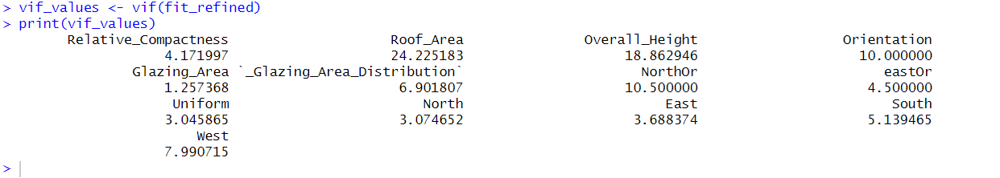 > vif_values <- vif(fit_refined)
> print(vif_values)
Relative_Compactness Roof_Area Overall_Height Orientation
4.171997 24.225183 18.862946 10.000000
Glazing_Area `_Glazing_Area_Distribution` NorthOr eastOr
1.257368 6.901807 10.500000 4.500000
Uniform North East South
3.045865 3.074652 3.688374 5.139465
West
7.990715
>